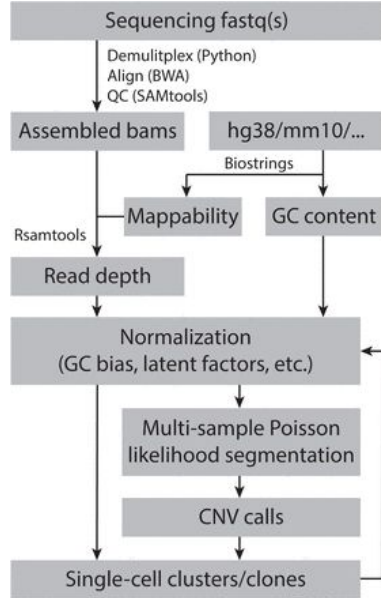 Sequencing fastq(s)
Demulitplex (Python)
Align (BWA)
QC (SAMtools)
Assembled bams
hg38/mm10/...
Biostrings
Mappability
GC content
Rsamtools
Read depth
Normalization
(GC bias, latent factors, etc.)
Multi-sample Poisson
likelihood segmentation
CNV calls
Single-cell clusters/clones